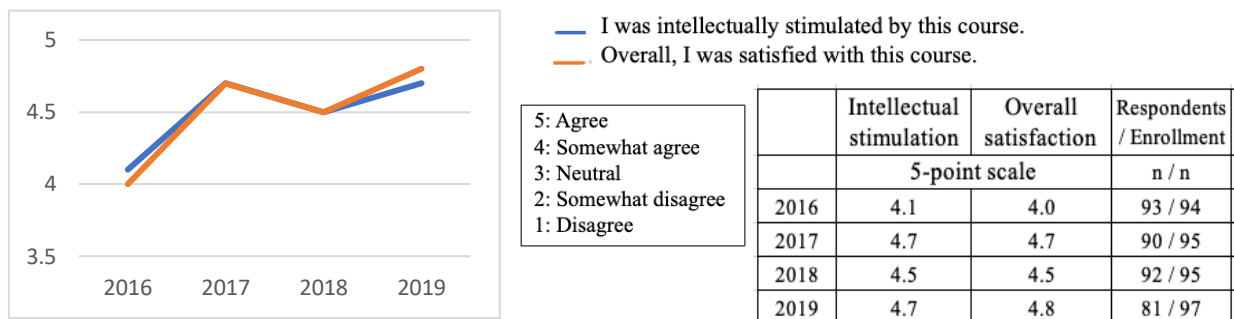 5
4.5
4
3.5
2016 2017 2018 2019
I was intellectually stimulated by this course.
Overall, I was satisfied with this course.
5: Agree
4: Somewhat agree
3: Neutral
2: Somewhat disagree
1: Disagree
Intellectual Overall Respondents
stimulation satisfaction / Enrollment
5-point scale n / n
2016 4.1 4.0 93 / 94
2017 4.7 4.7 90 / 95
2018 4.5 4.5 92 / 95
2019 4.7 4.8 81 / 97